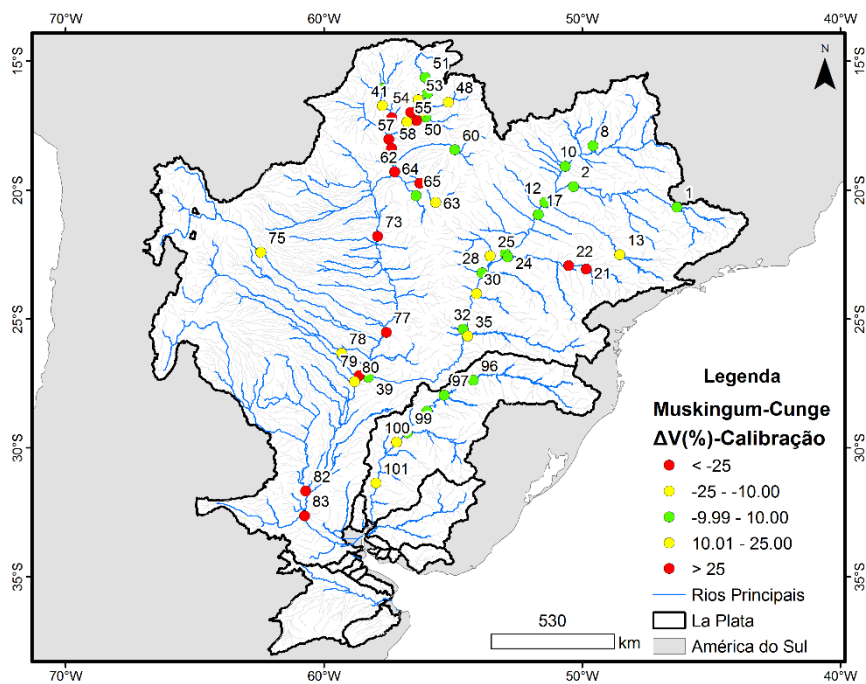 70°W 60°W 50°W 40°W
15°S 15°S
N
51
53
41 54 48
55
57 58 50
8
60
10
62
64
2
20°S 20°S
65
12
17
1
63
73
25
13
75
22
28
24
21
30
25°S 25°S
77
32
35
78
79
80
96
39
97
Legenda
99
Muskingum-Cunge
30°S
100
ΔV(%)-Calibração
101
< -25
82
-25 - -10.00
83
-9.99 - 10.00
10.01 - 25.00
> 25
35°S 35°S
Rios Principais
530
La Plata
km
América do Sul
70°W 60°W 50°W 40°W